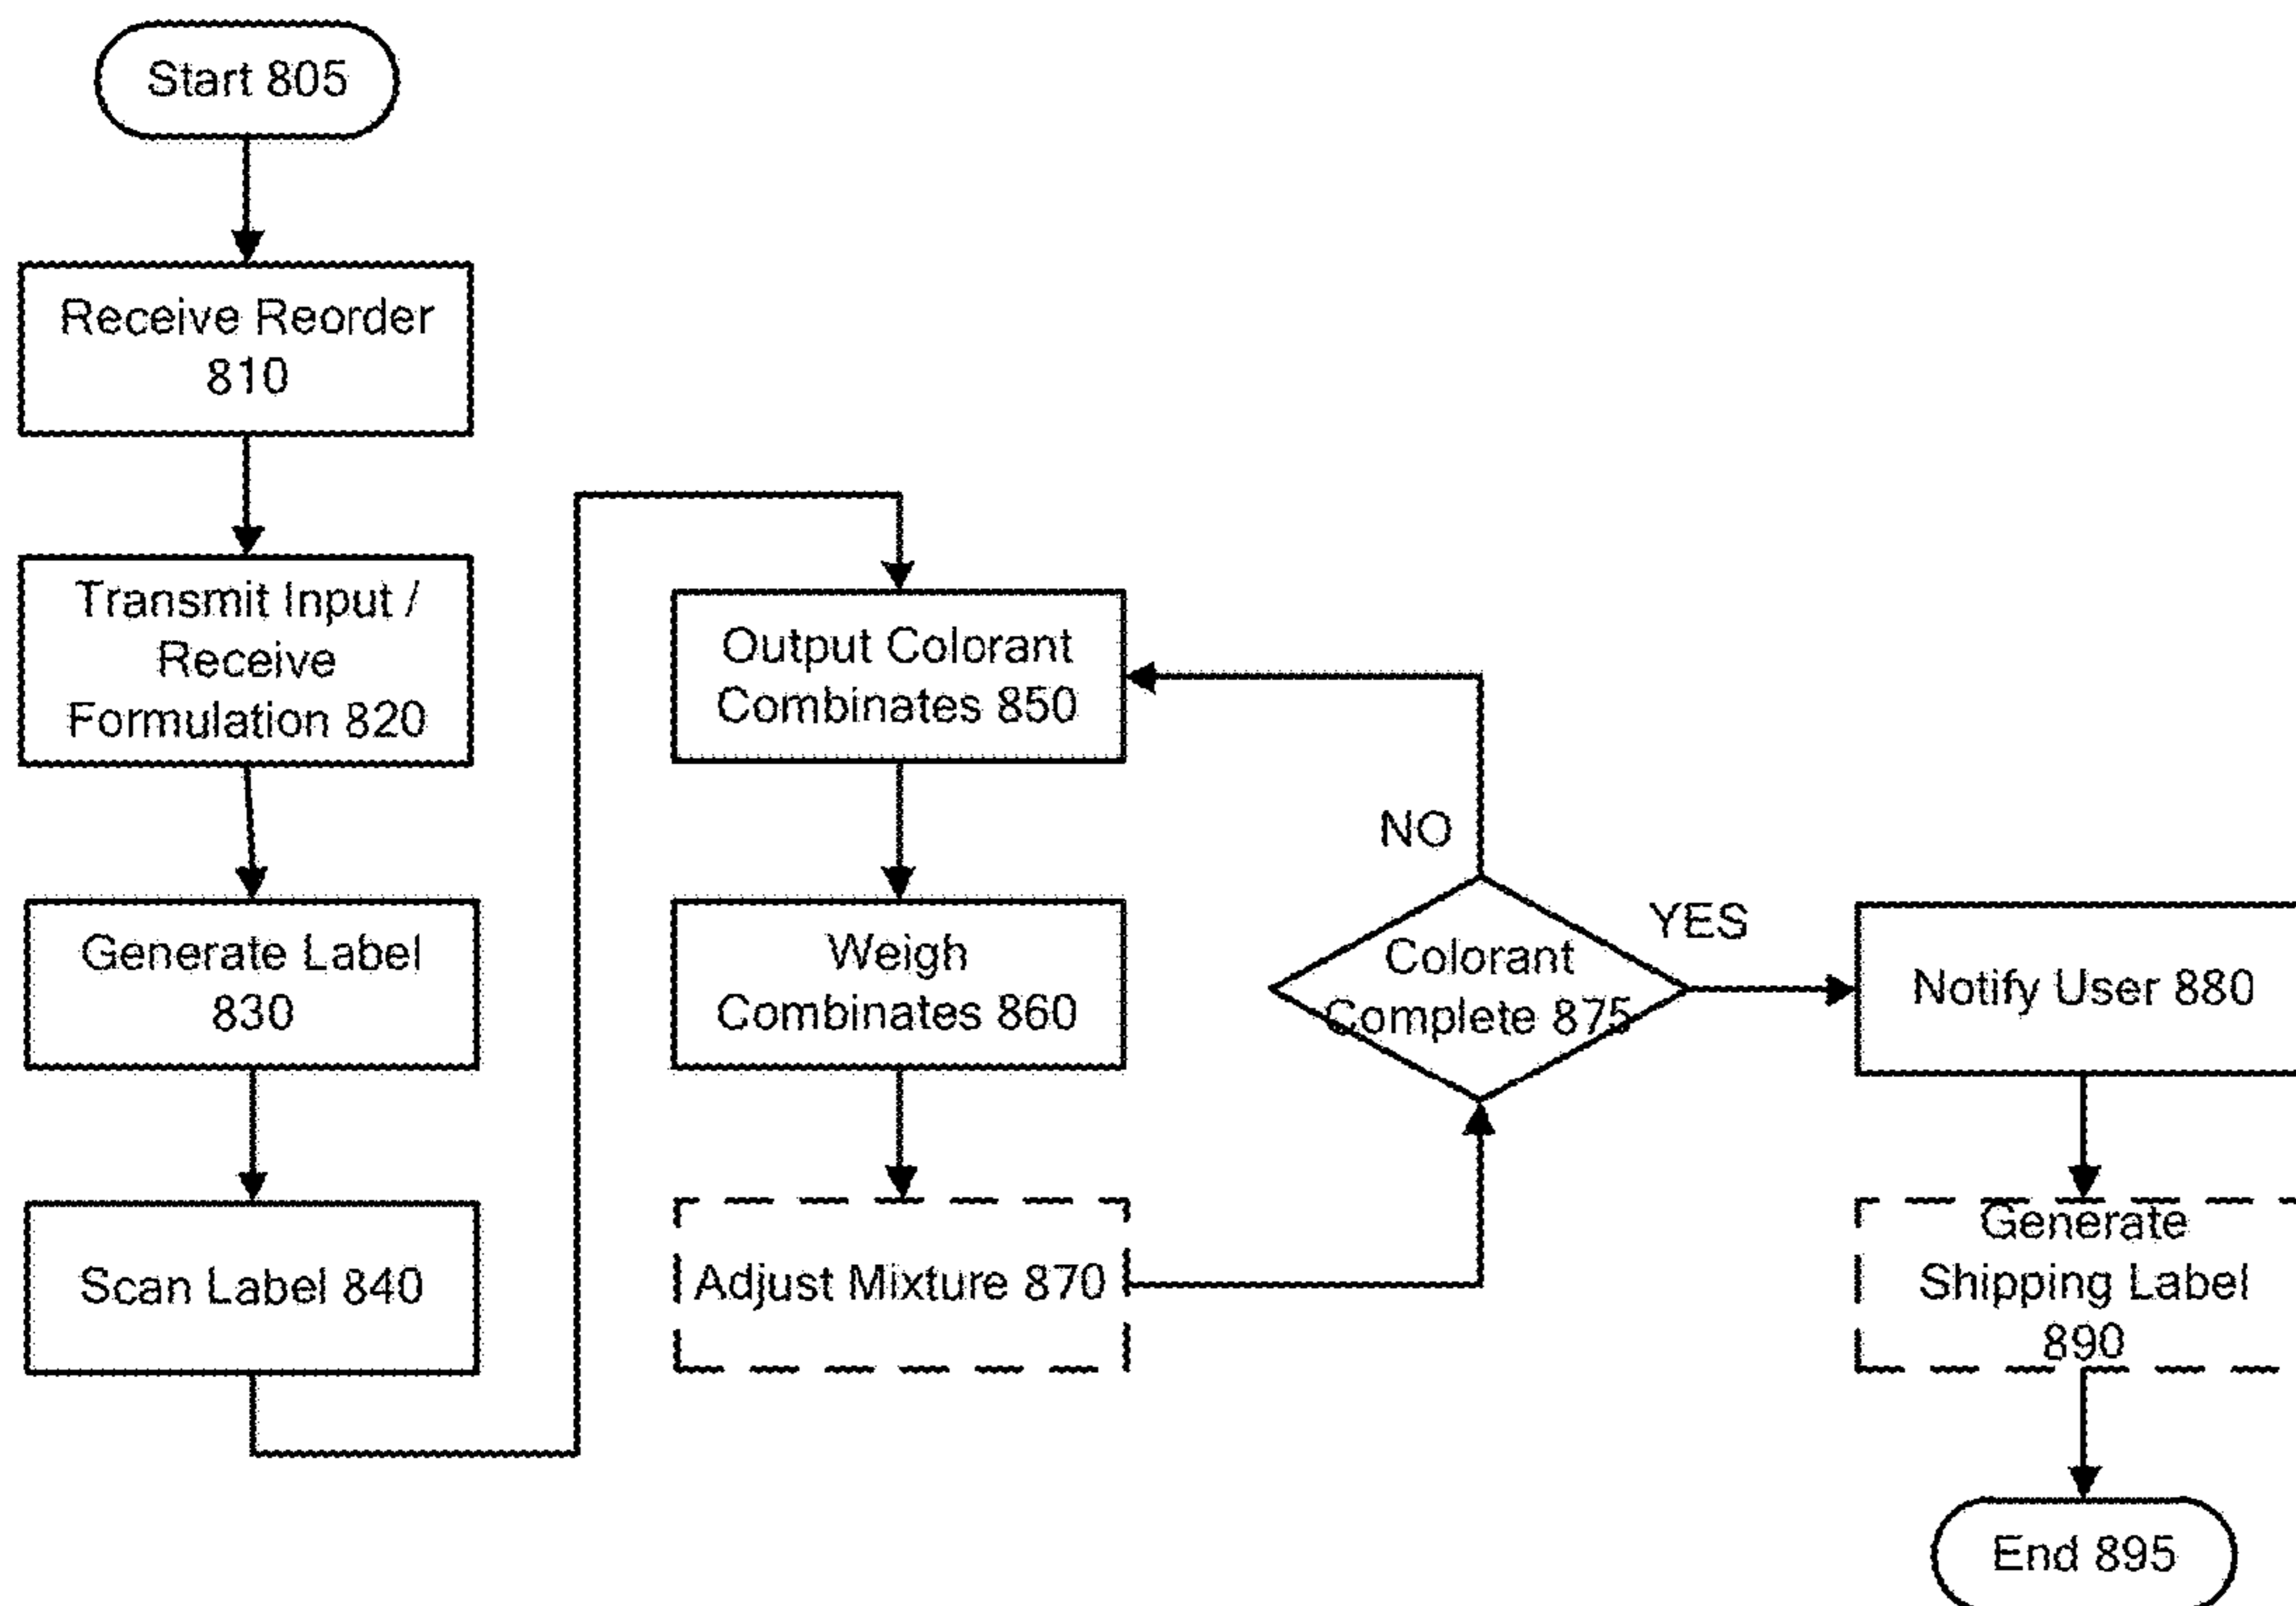 Start 805
Receive Reorder
810
Transmit Input /
Receive
Formulation 820
Generate Label
830
Scan Label 840
Output Colorant
Combinates 850
Weigh
Combinates 860
Adjust Mixture 870
NO
Colorant
Complete 875
YES
Notify User 880
Generate
Shipping Label
890
End 895